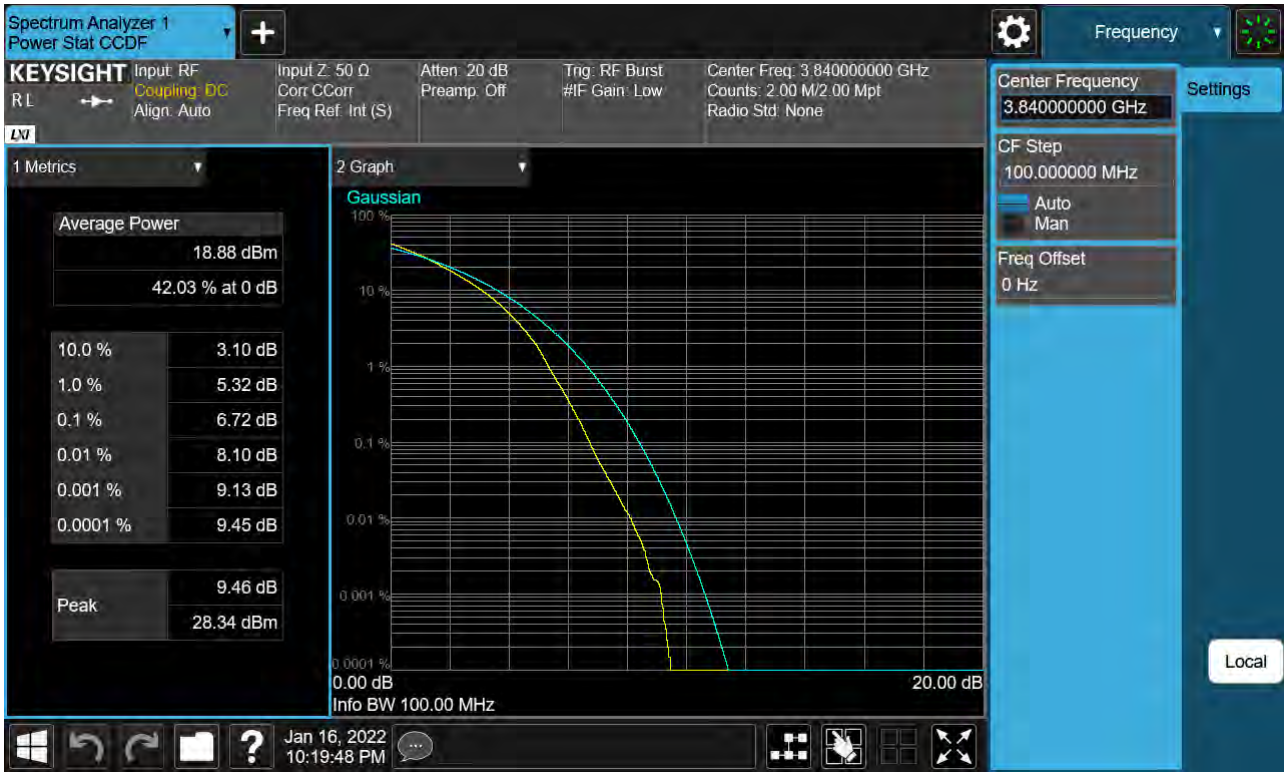 Spectrum Analyzer 1
Power Stat CCDF
+
Frequency
KEYSIGHT
R L
LXI
Input: RF
Coupling: DC
Align: Auto
Input Z: 50 Ω
Corr CCorr
Freq Ref: Int (S)
Atten: 20 dB
Preamp: Off
Trig: RF Burst
#IF Gain: Low
Center Freq: 3.840000000 GHz
Counts: 2.00 M/2.00 Mpt
Radio Std: None
Center Frequency
3.840000000 GHz
Settings
CF Step
100.000000 MHz
Auto
Man
Freq Offset
0 Hz
Local
1 Metrics
Average Power
18.88 dBm
42.03 % at 0 dB
10.0 % 3.10 dB
1.0 % 5.32 dB
0.1 % 6.72 dB
0.01 % 8.10 dB
0.001 % 9.13 dB
0.0001 % 9.45 dB
Peak
9.46 dB
28.34 dBm
2 Graph
Gaussian
100 %
10 %
1 %
0.1 %
0.01 %
0.001 %
0.0001 %
0.00 dB 20.00 dB
Info BW 100.00 MHz
?
Jan 16, 2022
10:19:48 PM